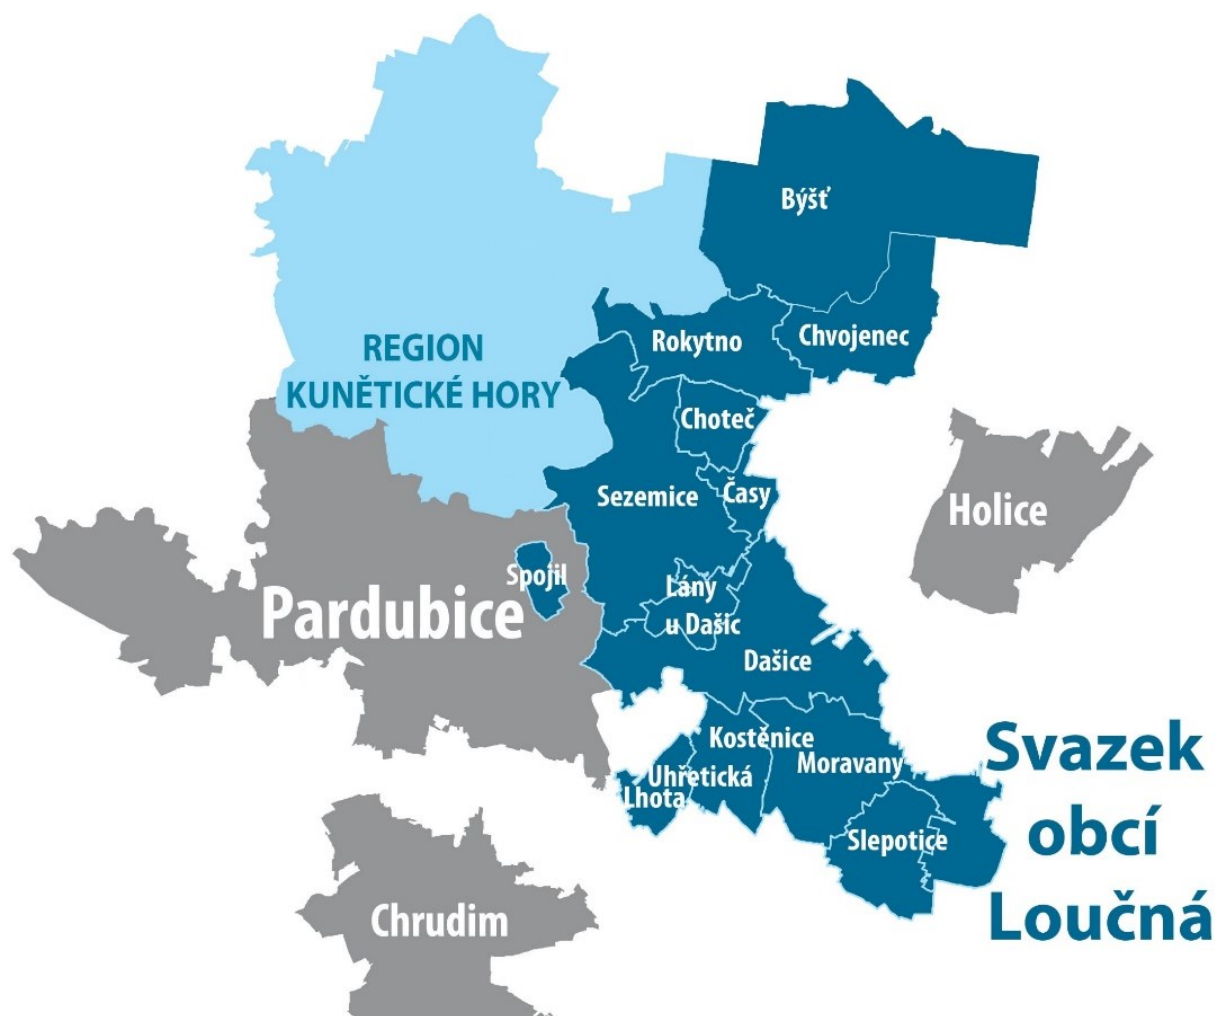 Býšť
REGION
KUNĚTICKÉ HORY
Rokytno
Chvojenec
Choteč
Sezemice
Časy
Holice
Spojil
Pardubice
Lány
u Dašic
Dašice
Kostěnice
Moravany
Uhřetická
Lhota
Slepotice
Svazek
obcí
Loučná
Chrudim